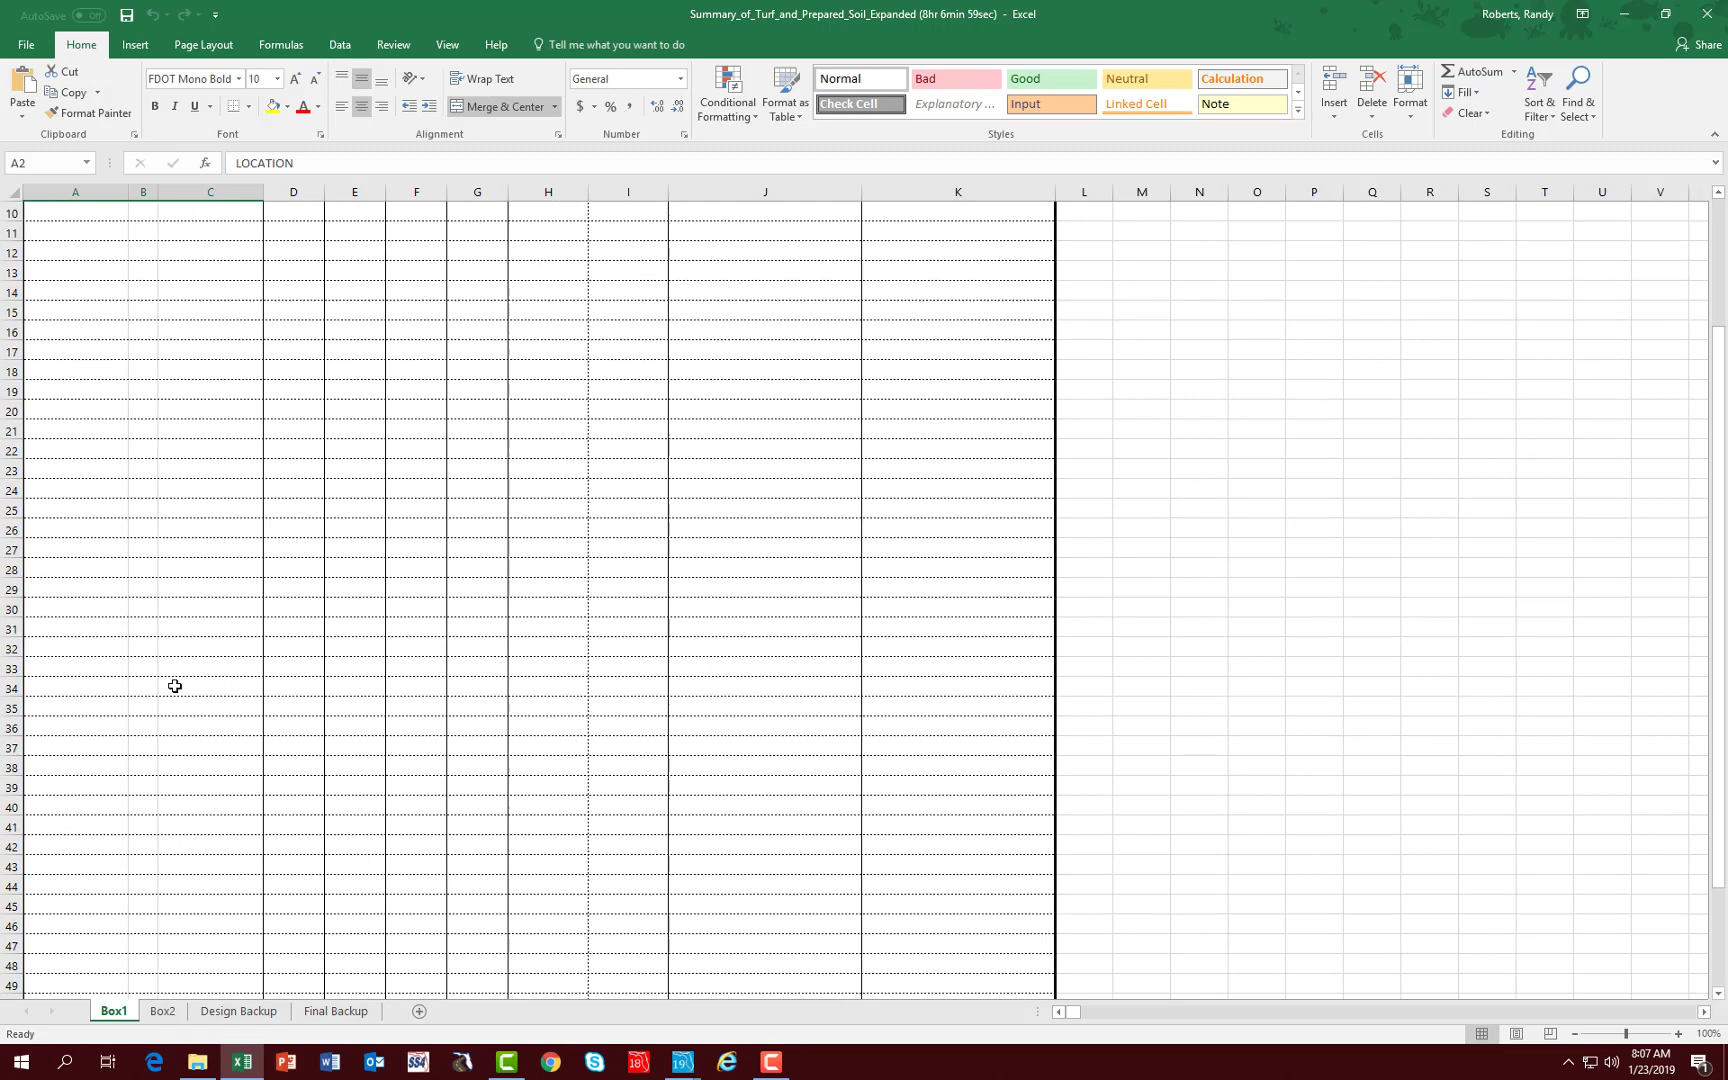 AutoSave Off
Summary_of_Turf_and_Prepared_Soil_Expanded (8hr 6min 59sec) - Excel
Roberts, Randy
File Home Insert Page Layout Formulas Data Review View Help Tell me what you want to do Share
Paste
Cut
Copy
Format Painter
Clipboard
FDOT Mono Bold 10
B I U
Font
Wrap Text
Merge & Center
Alignment
General
$ % ,
Number
Conditional Formatting
Format as Table
Normal Bad Good Neutral Calculation
Check Cell Explanatory ... Input Linked Cell Note
Styles
Insert Delete Format
Cells
AutoSum
Fill
Clear
Sort & Filter
Find & Select
Editing
A2 fx LOCATION
A B C D E F G H I J K L M N O P Q R S T U V
10
11
12
13
14
15
16
17
18
19
20
21
22
23
24
25
26
27
28
29
30
31
32
33
34
35
36
37
38
39
40
41
42
43
44
45
46
47
48
49
Box1 Box2 Design Backup Final Backup
Ready
100%
8:07 AM
1/23/2019